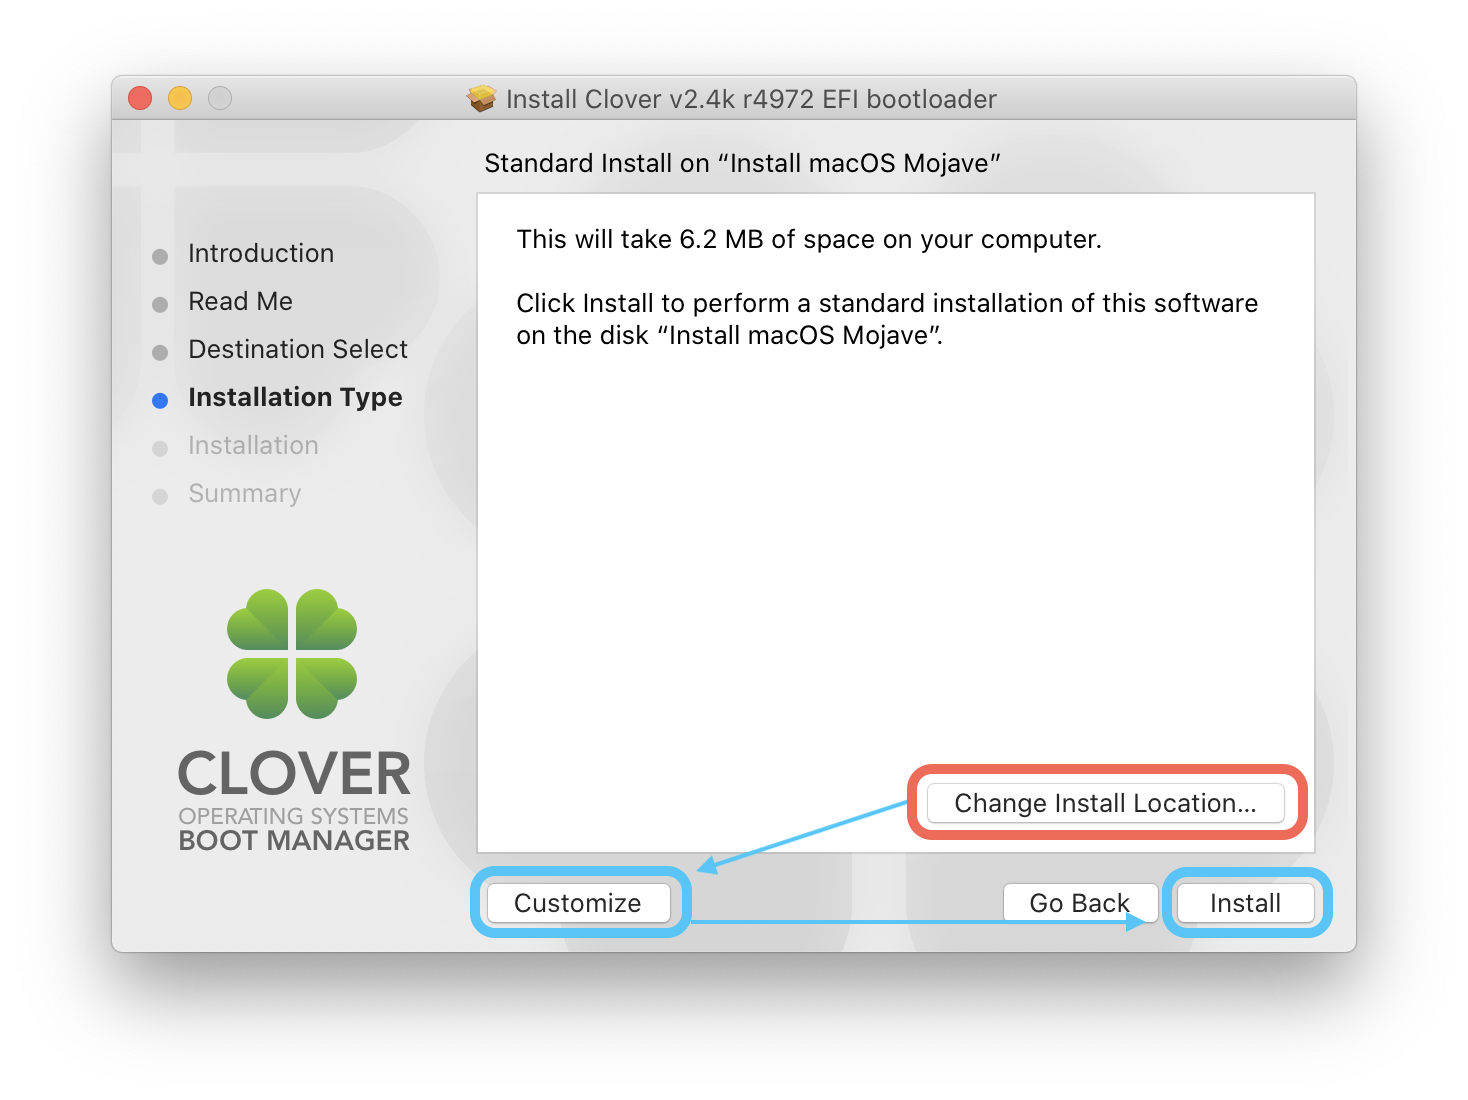 Install Clover v2.4k r4972 EFI bootloader
Standard Install on “Install macOS Mojave”
Introduction
Read Me
Destination Select
Installation Type
Installation
Summary
This will take 6.2 MB of space on your computer.
Click Install to perform a standard installation of this software
on the disk “Install macOS Mojave”.
CLOVER
OPERATING SYSTEMS
BOOT MANAGER
Change Install Location...
Customize
Go Back
Install